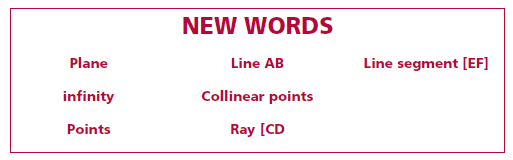 NEW WORDS
Plane Line AB Line segment [EF]
infinity Collinear points
Points Ray [CD